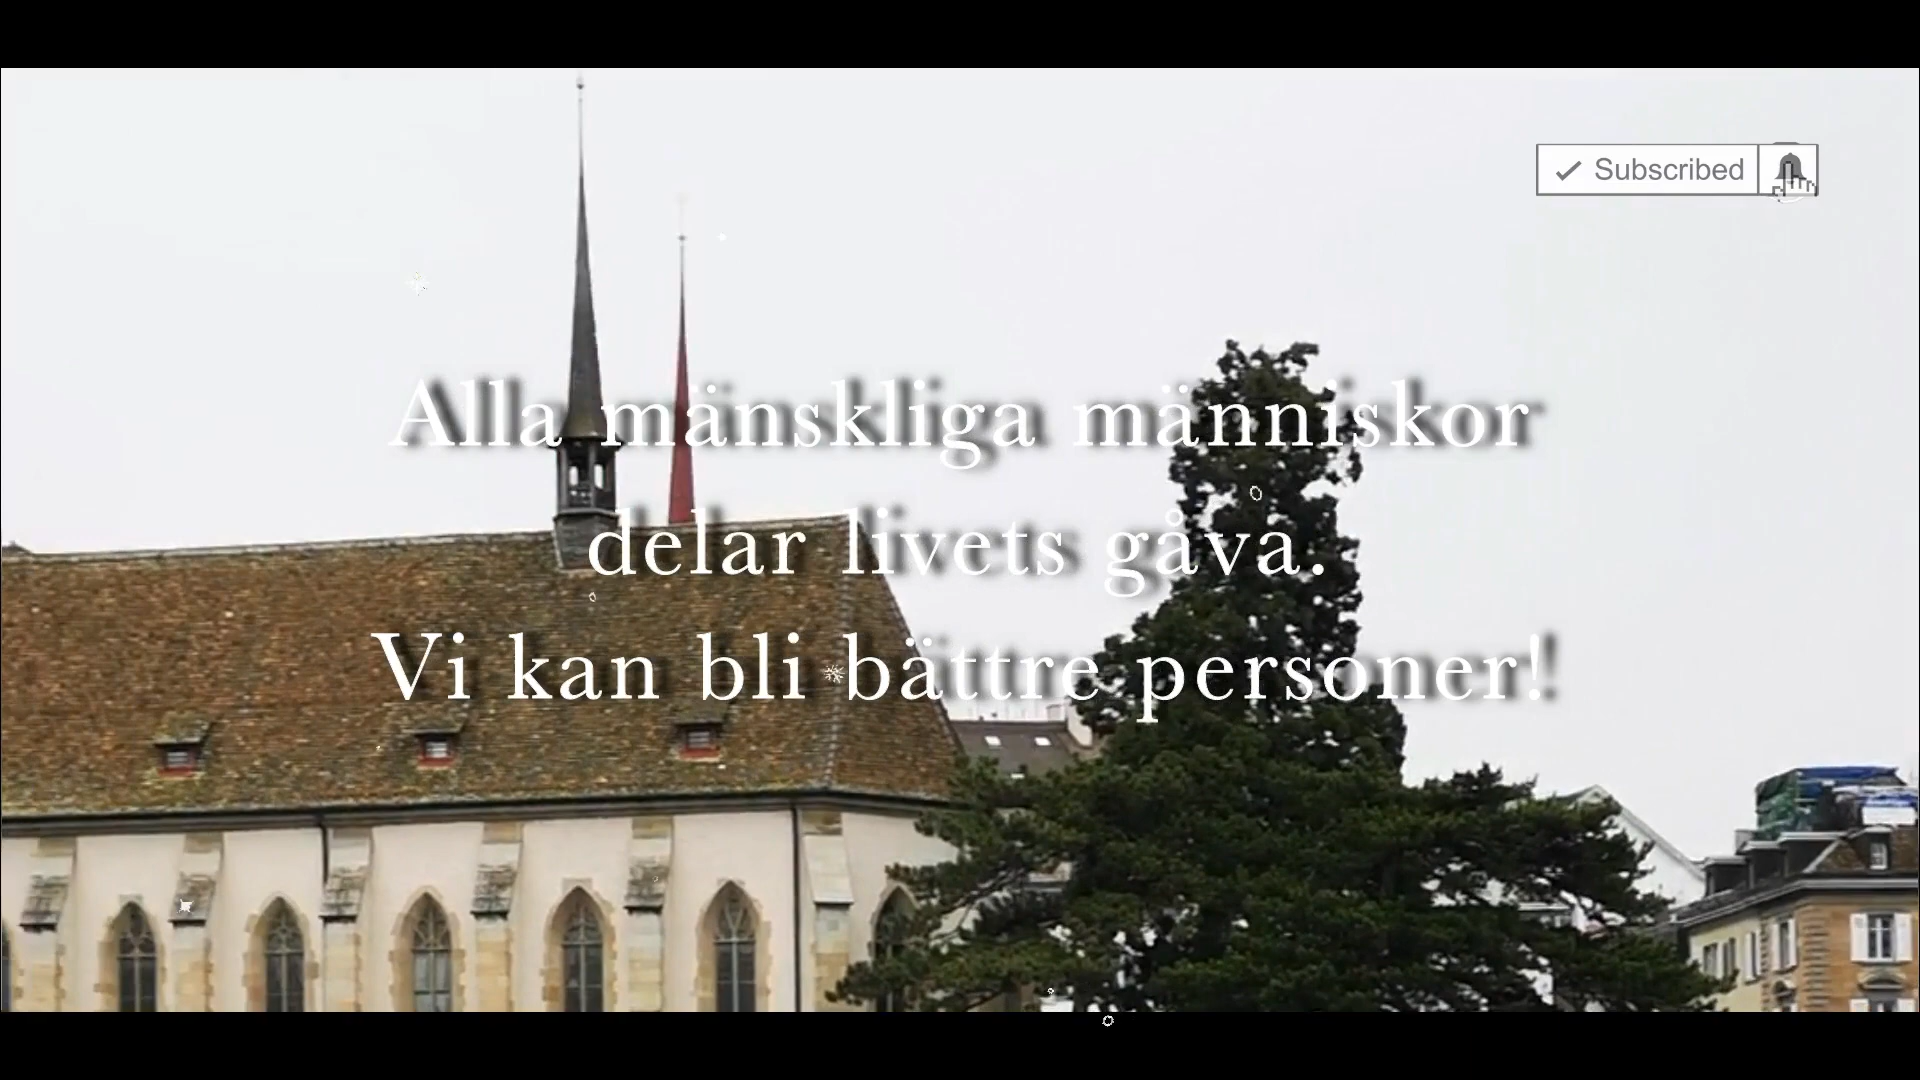 Subscribed
Alla mänskliga människor
delar livets gåva.
Vi kan bli bättre personer!